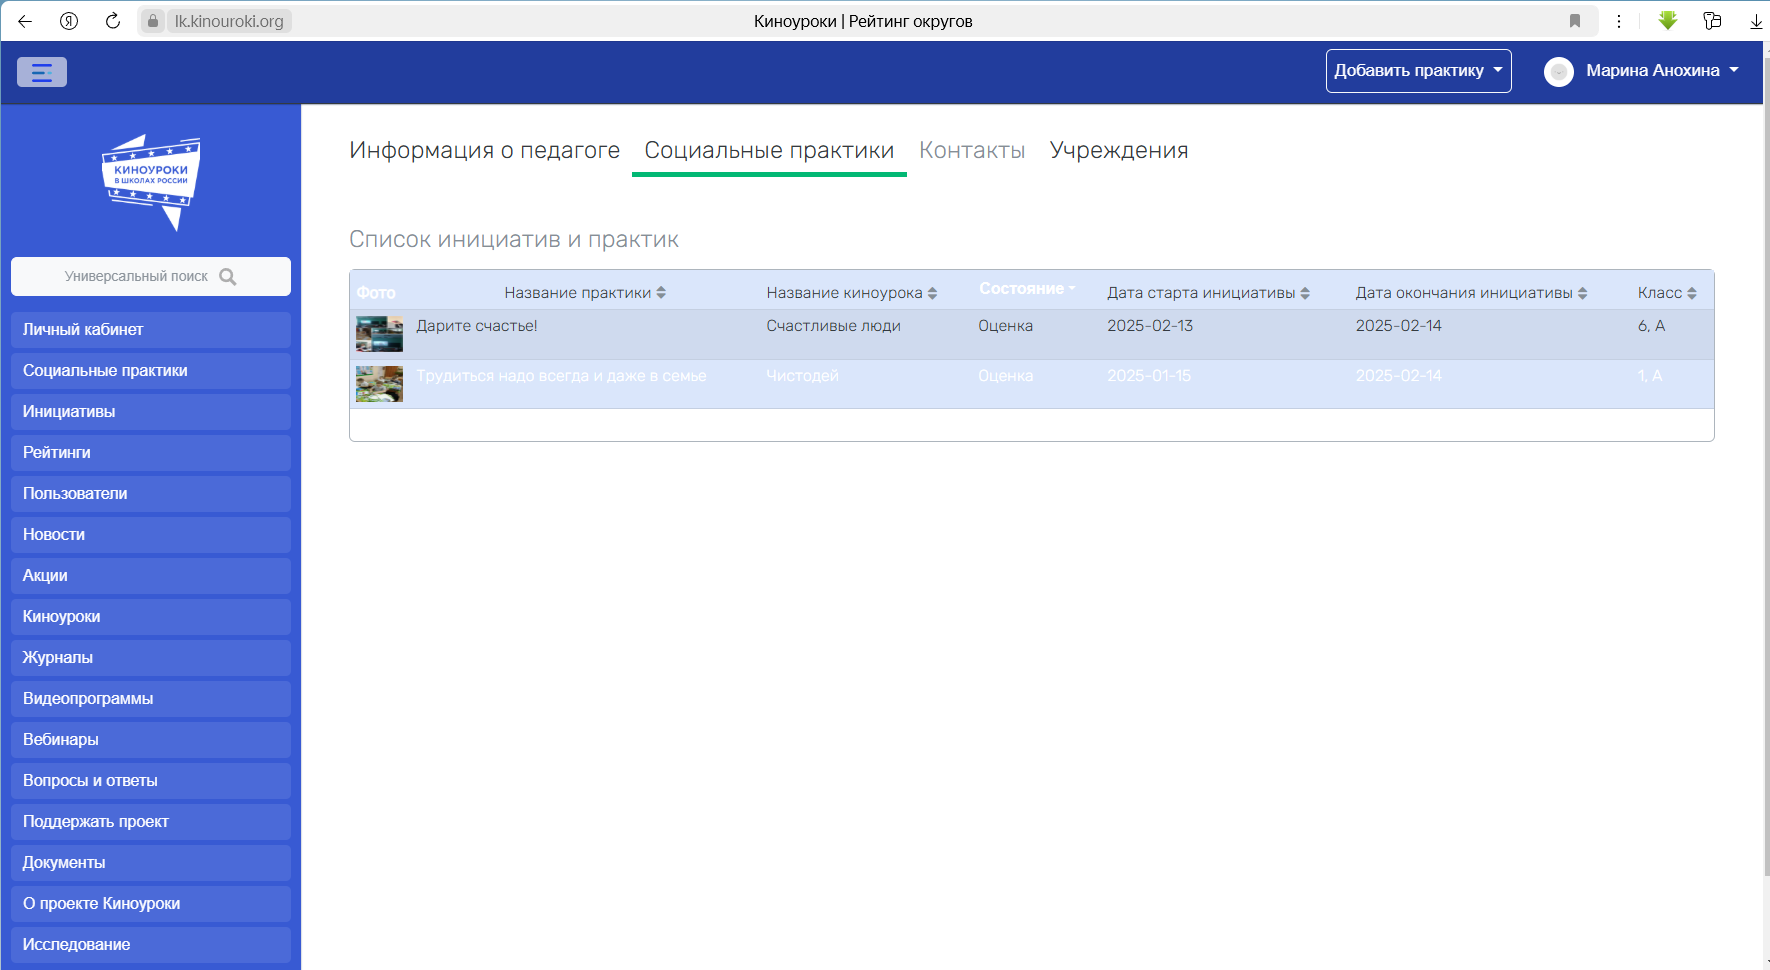 lk.kinouroki.org
Киноуроки | Рейтинг округов
Добавить практику
Марина Анохина
КИНОУРОКИ
В ШКОЛАХ РОССИИ
Универсальный поиск
Личный кабинет
Социальные практики
Инициативы
Рейтинги
Пользователи
Новости
Акции
Киноуроки
Журналы
Видеопрограммы
Вебинары
Вопросы и ответы
Поддержать проект
Документы
О проекте Киноуроки
Исследование
Информация о педагоге Социальные практики Контакты Учреждения
Список инициатив и практик
Фото Название практики Название киноурока Состояние Дата старта инициативы Дата окончания инициативы Класс
Дарите счастье! Счастливые люди Оценка 2025-02-13 2025-02-14 6, А
Трудиться надо всегда и даже в семье Чистодей Оценка 2025-01-15 2025-02-14 1, А